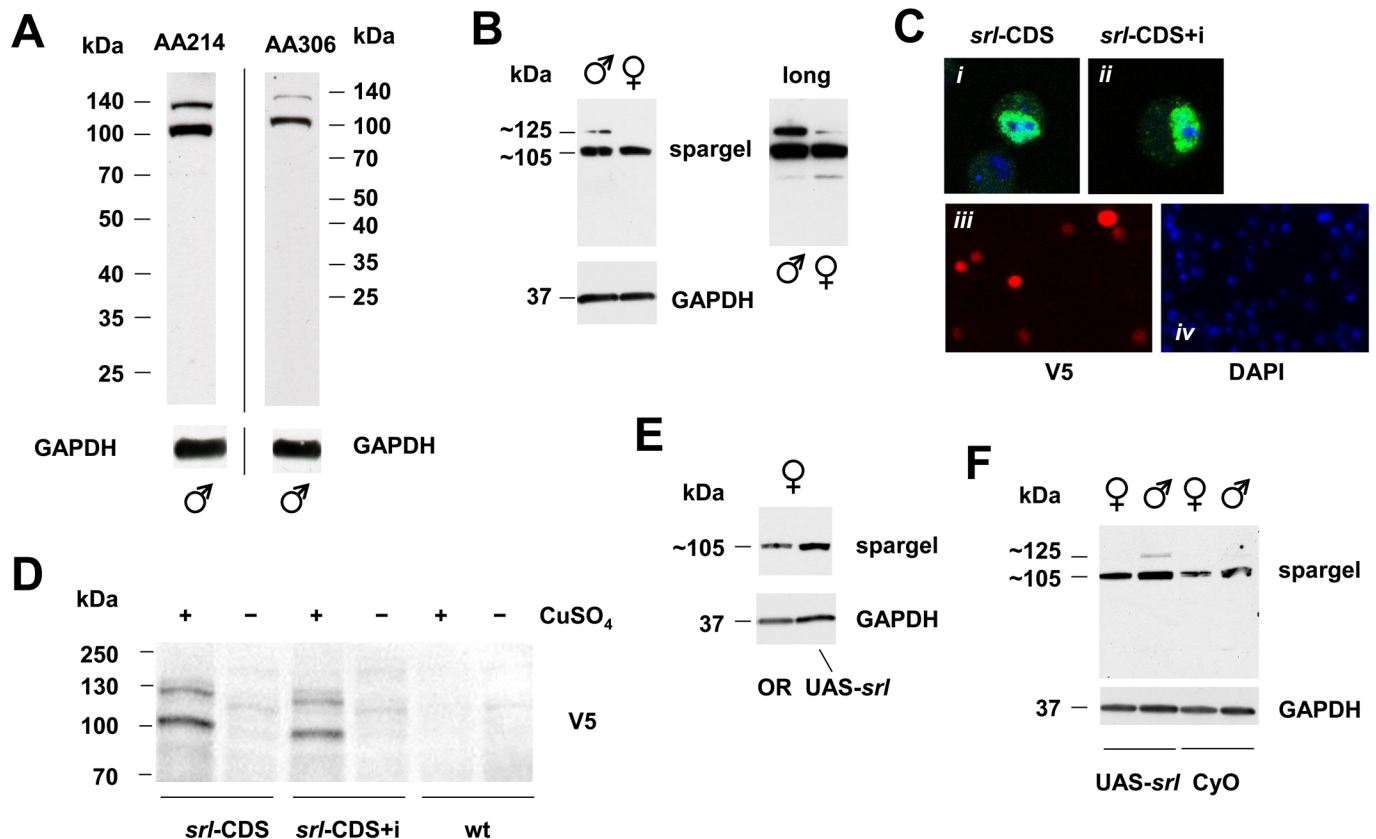 A
kDa
AA214
AA306
kDa
140
100
70
50
40
35
25
140
100
70
50
40
35
25
GAPDH
GAPDH
♂
♂
B
kDa
♂ ♀
long
~125
~105
spargel
37
GAPDH
♂ ♀
C
srl-CDS
srl-CDS+i
i
ii
iii
iv
V5
DAPI
D
kDa
+ − + − + −
CuSO4
250
130
100
70
V5
srl-CDS
srl-CDS+i
wt
E
♀
kDa
~105
spargel
37
GAPDH
OR
UAS-srl
F
kDa
♀ ♂ ♀ ♂
~125
~105
spargel
37
GAPDH
UAS-srl
CyO